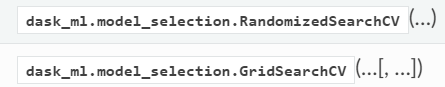 dask_ml.model_selection.RandomizedSearchCV(...)
dask_ml.model_selection.GridSearchCV(...[, ...])